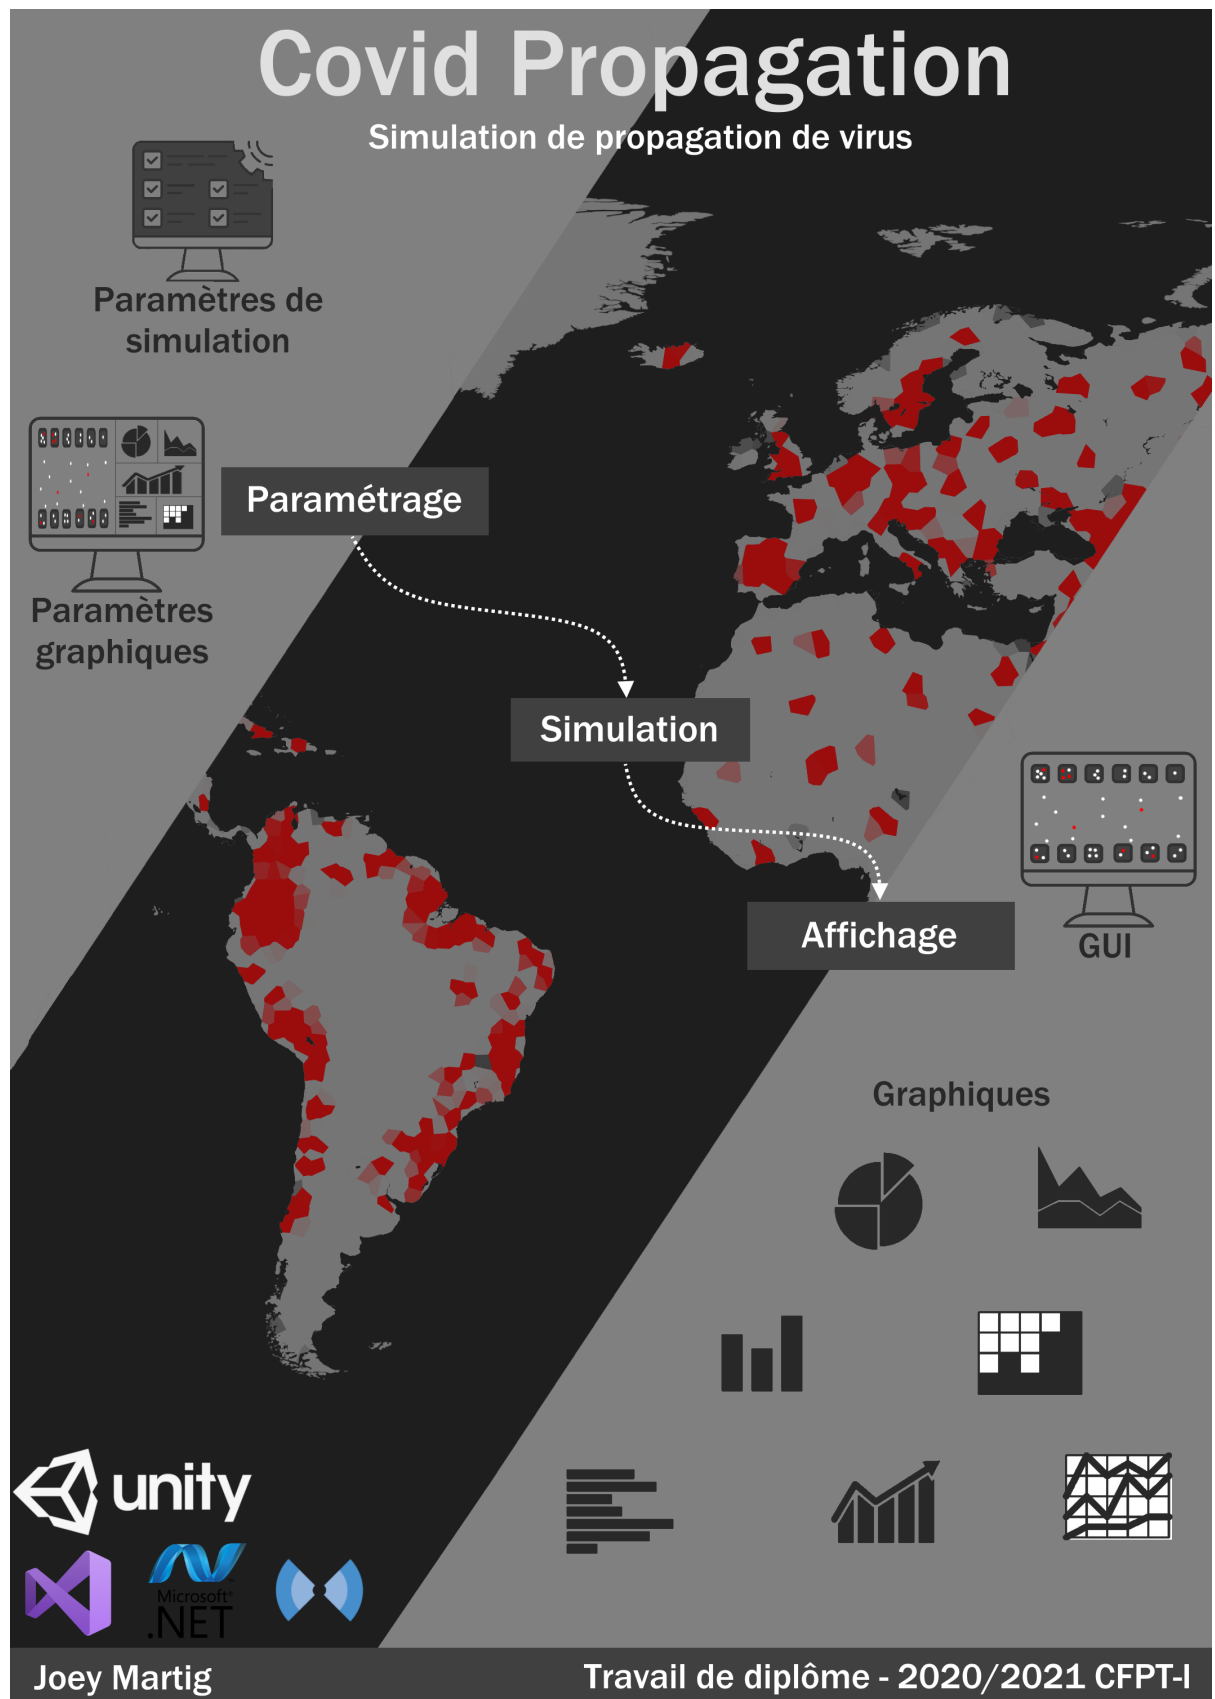 Covid Propagation
Simulation de propagation de virus
Paramètres de
simulation
Paramétrage
Paramètres
graphiques
Simulation
Affichage
GUI
Graphiques
unity
Microsoft®
.NET
Joey Martig
Travail de diplôme - 2020/2021 CFPT-I